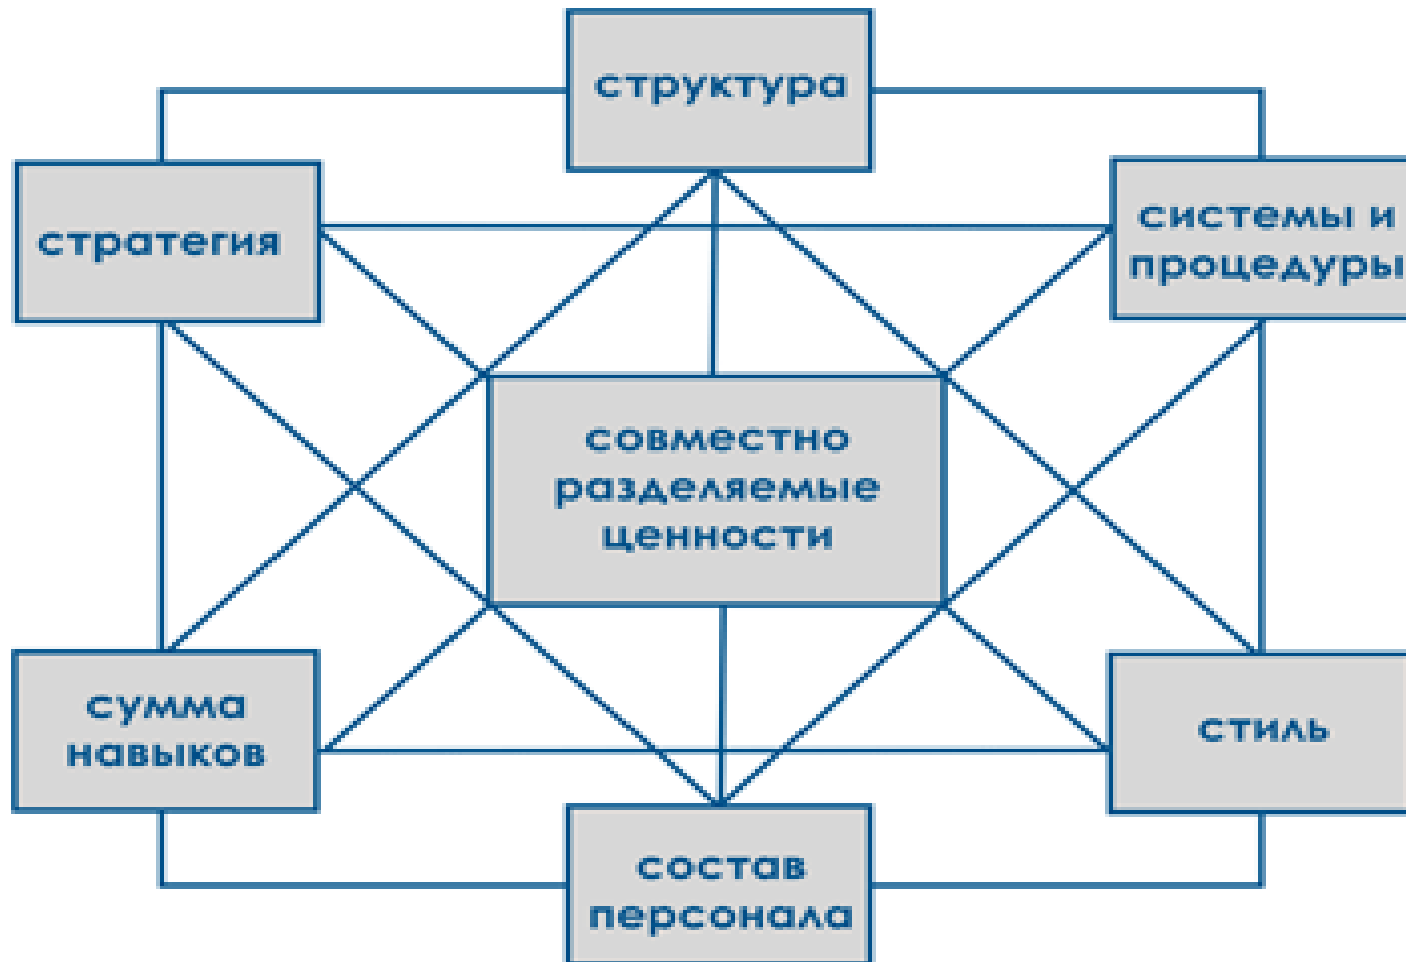 структура
стратегия
системы и
процедуры
совместно
разделяемые
ценности
сумма
навыков
стиль
состав
персонала